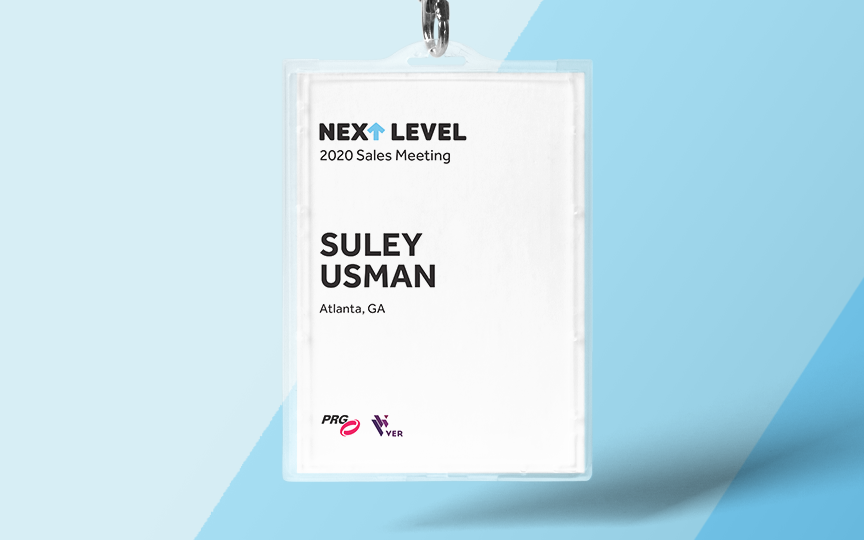 NEXT LEVEL
2020 Sales Meeting
SULEY
USMAN
Atlanta, GA
PRG VER